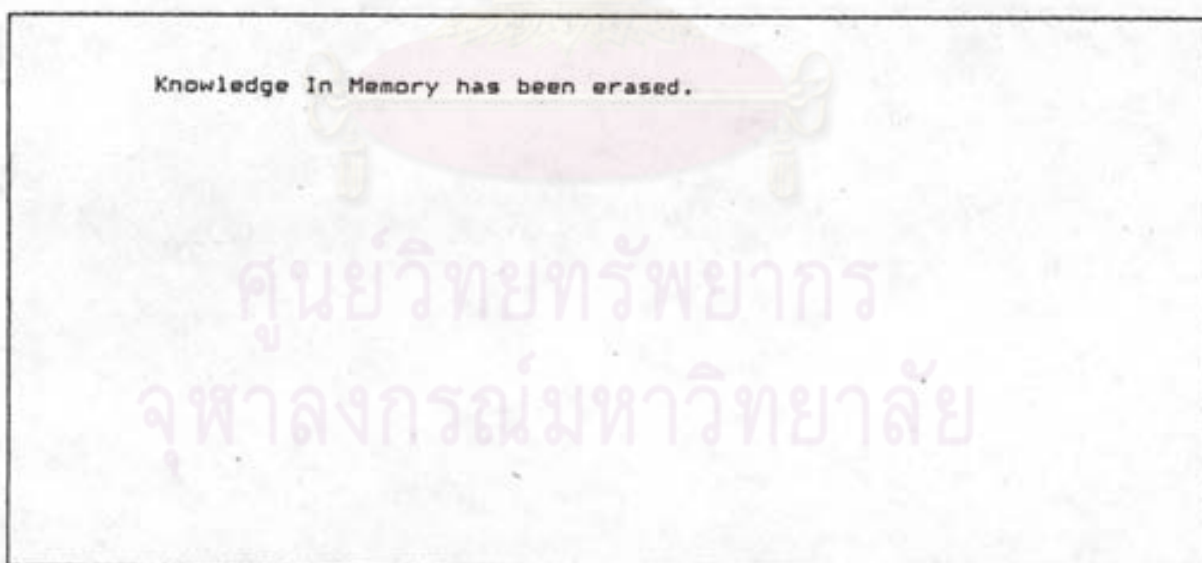 Knowledge In Memory has been erased.
ศูนย์วิทยทรัพยากร
จุฬาลงกรณ์มหาวิทยาลัย